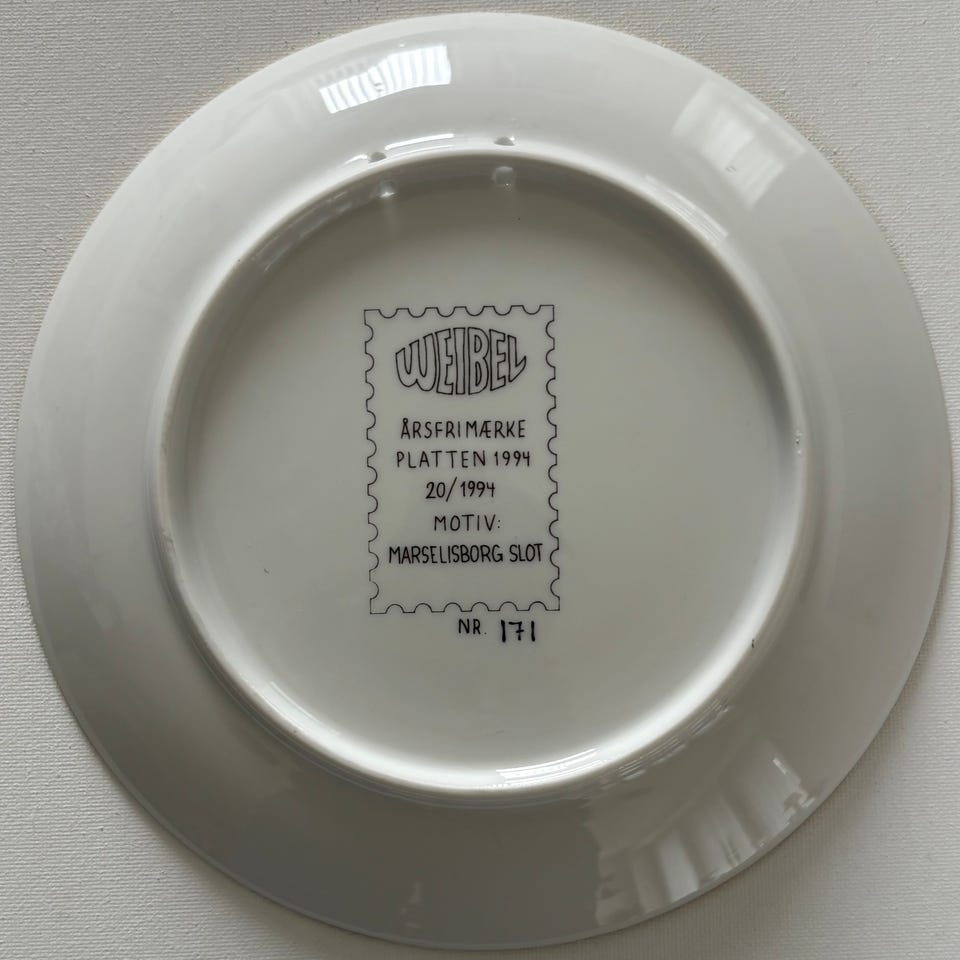 WEIBEL
ÅRSFRIMÆRKE
PLATTEN 1994
20/1994
MOTIV:
MARSELISBORG SLOT
NR. 171